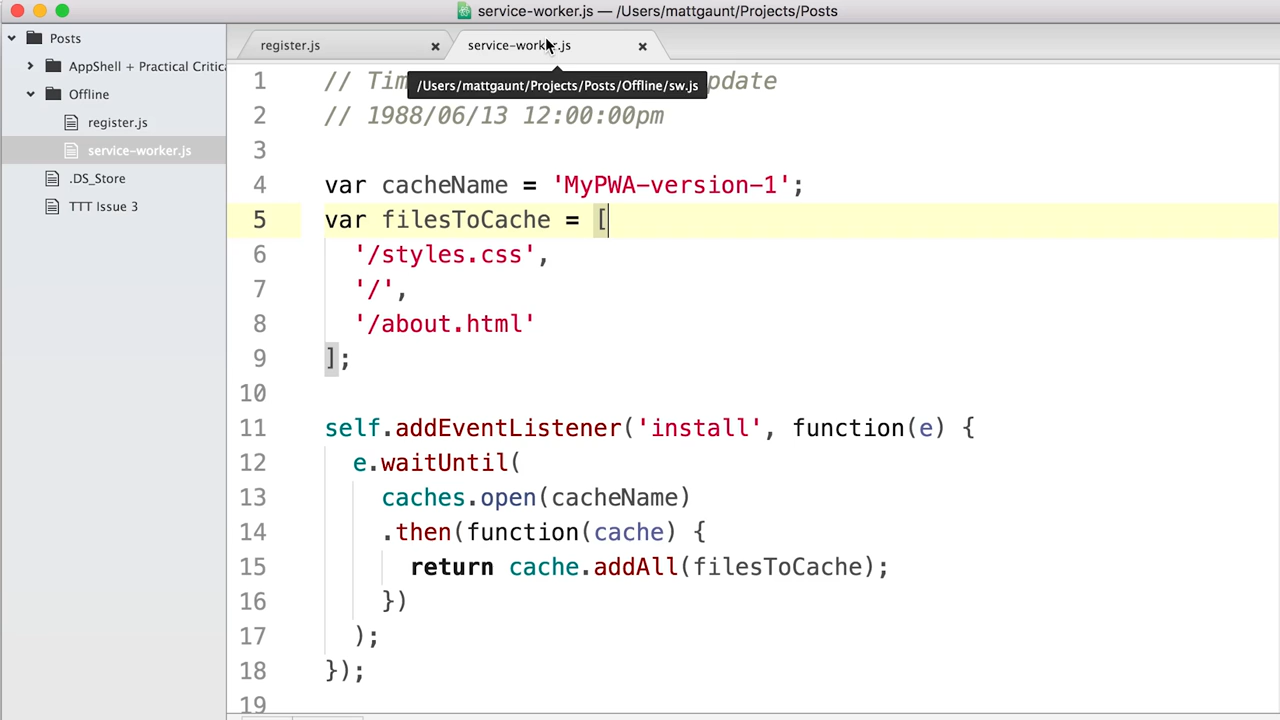 service-worker.js — /Users/mattgaunt/Projects/Posts
Posts
AppShell + Practical Critica
Offline
register.js
service-worker.js
.DS_Store
TTT Issue 3
register.js
service-worker.js
/Users/mattgaunt/Projects/Posts/Offline/sw.js
1 // Tim pdate
2 // 1988/06/13 12:00:00pm
3
4 var cacheName = 'MyPWA-version-1';
5 var filesToCache = [
6 '/styles.css',
7 '/',
8 '/about.html'
9 ];
10
11 self.addEventListener('install', function(e) {
12 e.waitUntil(
13 caches.open(cacheName)
14 .then(function(cache) {
15 return cache.addAll(filesToCache);
16 })
17 );
18 });
19